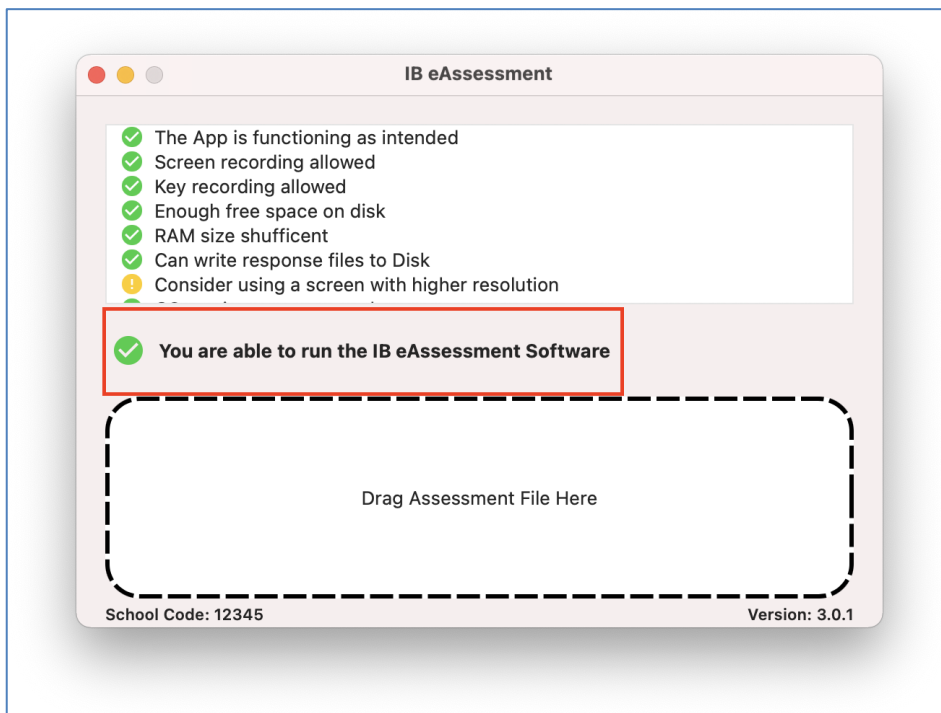 IB eAssessment
The App is functioning as intended
Screen recording allowed
Key recording allowed
Enough free space on disk
RAM size shufficent
Can write response files to Disk
Consider using a screen with higher resolution
You are able to run the IB eAssessment Software
Drag Assessment File Here
School Code: 12345
Version: 3.0.1